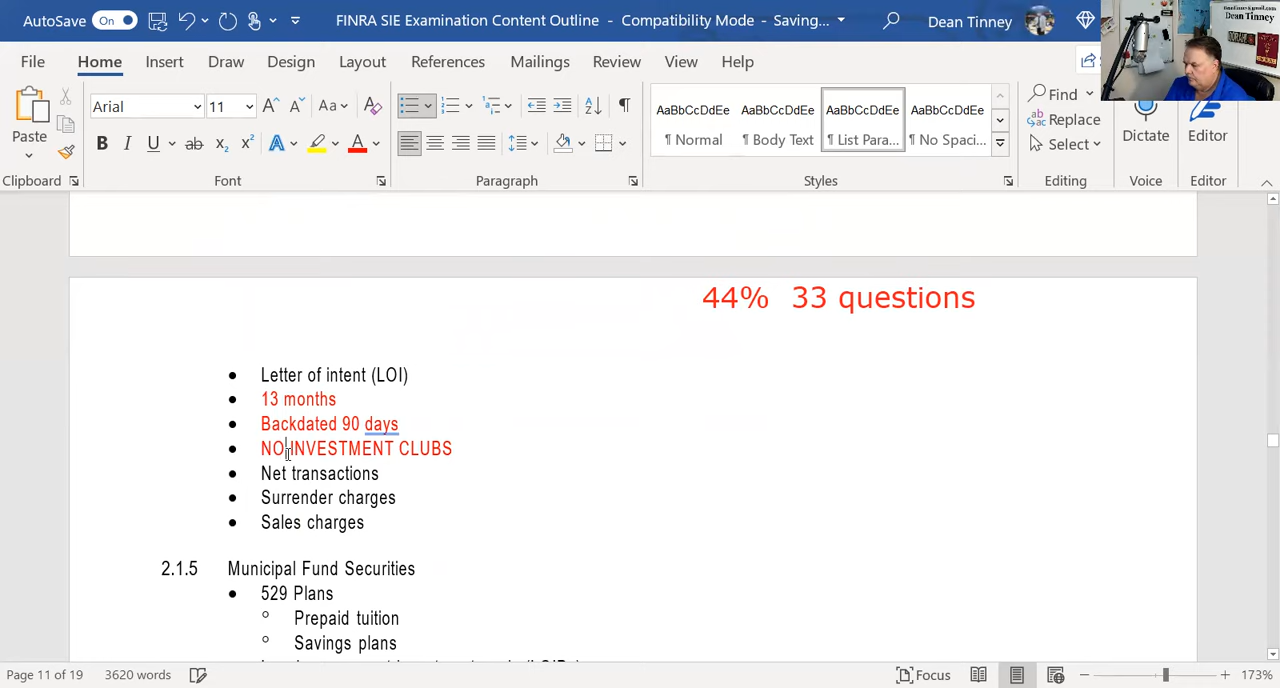 AutoSave On FINRA SIE Examination Content Outline - Compatibility Mode - Saving... Dean Tinney
Dean Tinney
File Home Insert Draw Design Layout References Mailings Review View Help
Arial 11 Aa AaBbCcDdEe AaBbCcDdEe AaBbCcDdEe AaBbCcDdEe Find
Paste ¶ Normal ¶ Body Text ¶ List Para... ¶ No Spaci... Replace Select Dictate Editor
Clipboard Font Paragraph Styles Editing Voice Editor
44% 33 questions
• Letter of intent (LOI)
• 13 months
• Backdated 90 days
• NO INVESTMENT CLUBS
• Net transactions
• Surrender charges
• Sales charges
2.1.5 Municipal Fund Securities
• 529 Plans
○ Prepaid tuition
○ Savings plans
Page 11 of 19 3620 words Focus 173%